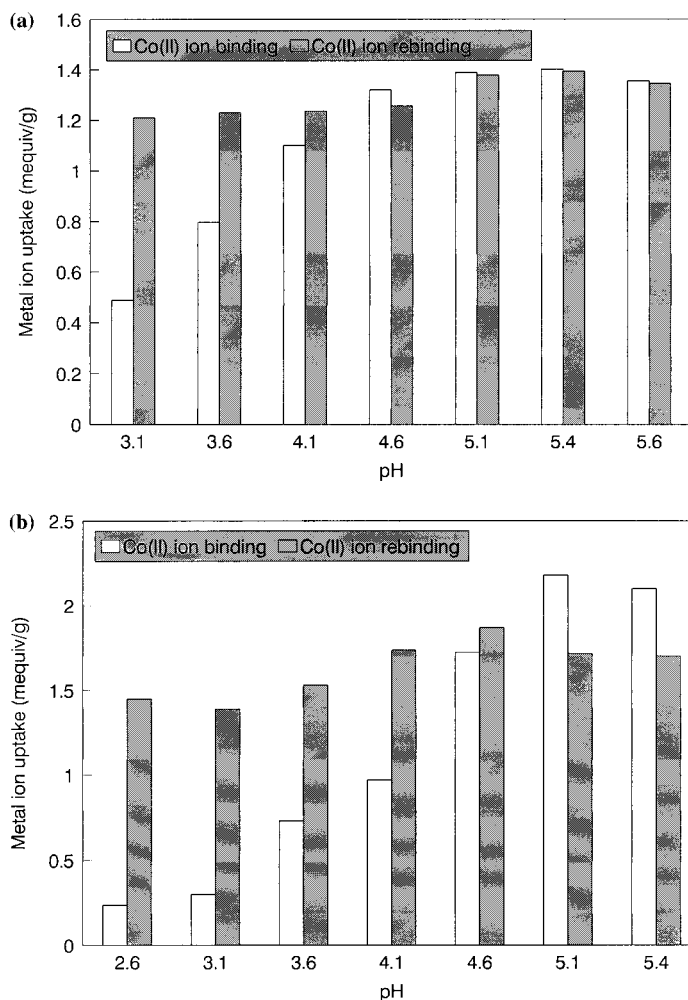 (a)
1.6
Co(II) ion binding Co(II) ion rebinding
1.4
1.2
1
0.8
0.6
0.4
0.2
0
Metal ion uptake (mequiv/g)
3.1 3.6 4.1 4.6 5.1 5.4 5.6
pH
(b)
2.5
Co(II) ion binding Co(II) ion rebinding
2
1.5
1
0.5
0
Metal ion uptake (mequiv/g)
2.6 3.1 3.6 4.1 4.6 5.1 5.4
pH